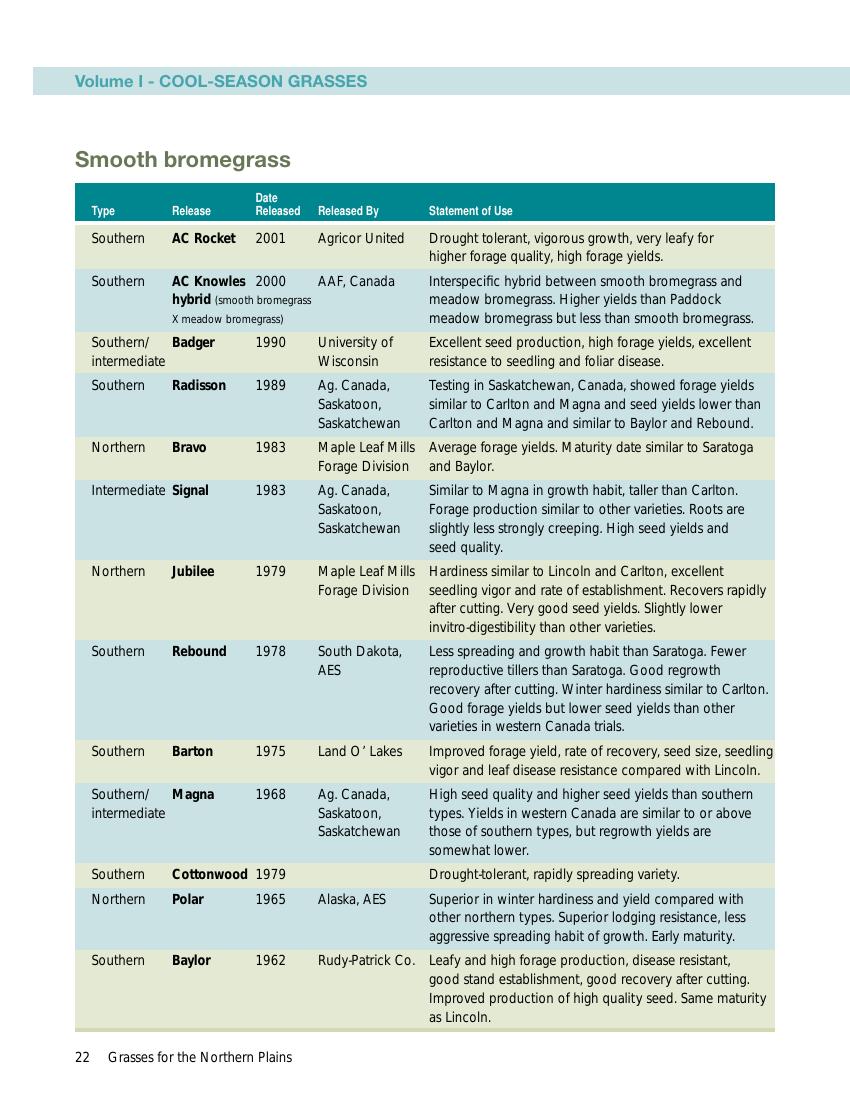 Volume I - COOL-SEASON GRASSES
Smooth bromegrass
Type Release Date Released Released By Statement of Use
Southern AC Rocket 2001 Agricor United Drought tolerant, vigorous growth, very leafy for
higher forage quality, high forage yields.
Southern AC Knowles 2000 AAF, Canada Interspecific hybrid between smooth bromegrass and
hybrid (smooth bromegrass meadow bromegrass. Higher yields than Paddock
X meadow bromegrass) meadow bromegrass but less than smooth bromegrass.
Southern/ Badger 1990 University of Excellent seed production, high forage yields, excellent
intermediate Wisconsin resistance to seedling and foliar disease.
Southern Radisson 1989 Ag. Canada, Testing in Saskatchewan, Canada, showed forage yields
Saskatoon, similar to Carlton and Magna and seed yields lower than
Saskatchewan Carlton and Magna and similar to Baylor and Rebound.
Northern Bravo 1983 Maple Leaf Mills Average forage yields. Maturity date similar to Saratoga
Forage Division and Baylor.
Intermediate Signal 1983 Ag. Canada, Similar to Magna in growth habit, taller than Carlton.
Saskatoon, Forage production similar to other varieties. Roots are
Saskatchewan slightly less strongly creeping. High seed yields and
seed quality.
Northern Jubilee 1979 Maple Leaf Mills Hardiness similar to Lincoln and Carlton, excellent
Forage Division seedling vigor and rate of establishment. Recovers rapidly
after cutting. Very good seed yields. Slightly lower
invitro-digestibility than other varieties.
Southern Rebound 1978 South Dakota, Less spreading and growth habit than Saratoga. Fewer
AES reproductive tillers than Saratoga. Good regrowth
recovery after cutting. Winter hardiness similar to Carlton.
Good forage yields but lower seed yields than other
varieties in western Canada trials.
Southern Barton 1975 Land O' Lakes Improved forage yield, rate of recovery, seed size, seedling
vigor and leaf disease resistance compared with Lincoln.
Southern/ Magna 1968 Ag. Canada, High seed quality and higher seed yields than southern
intermediate Saskatoon, types. Yields in western Canada are similar to or above
Saskatchewan those of southern types, but regrowth yields are
somewhat lower.
Southern Cottonwood 1979 Drought-tolerant, rapidly spreading variety.
Northern Polar 1965 Alaska, AES Superior in winter hardiness and yield compared with
other northern types. Superior lodging resistance, less
aggressive spreading habit of growth. Early maturity.
Southern Baylor 1962 Rudy-Patrick Co. Leafy and high forage production, disease resistant,
good stand establishment, good recovery after cutting.
Improved production of high quality seed. Same maturity
as Lincoln.
22 Grasses for the Northern Plains